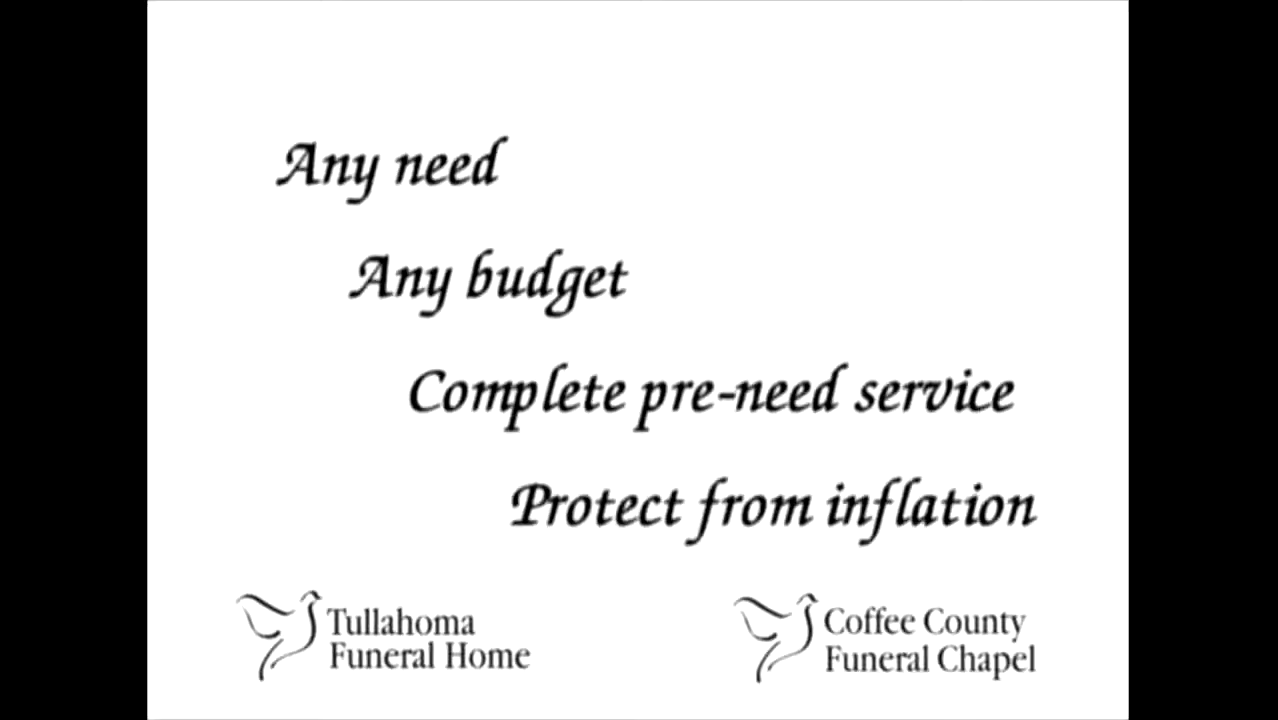 Any need
Any budget
Complete pre-need service
Protect from inflation
Tullahoma
Funeral Home
Coffee County
Funeral Chapel